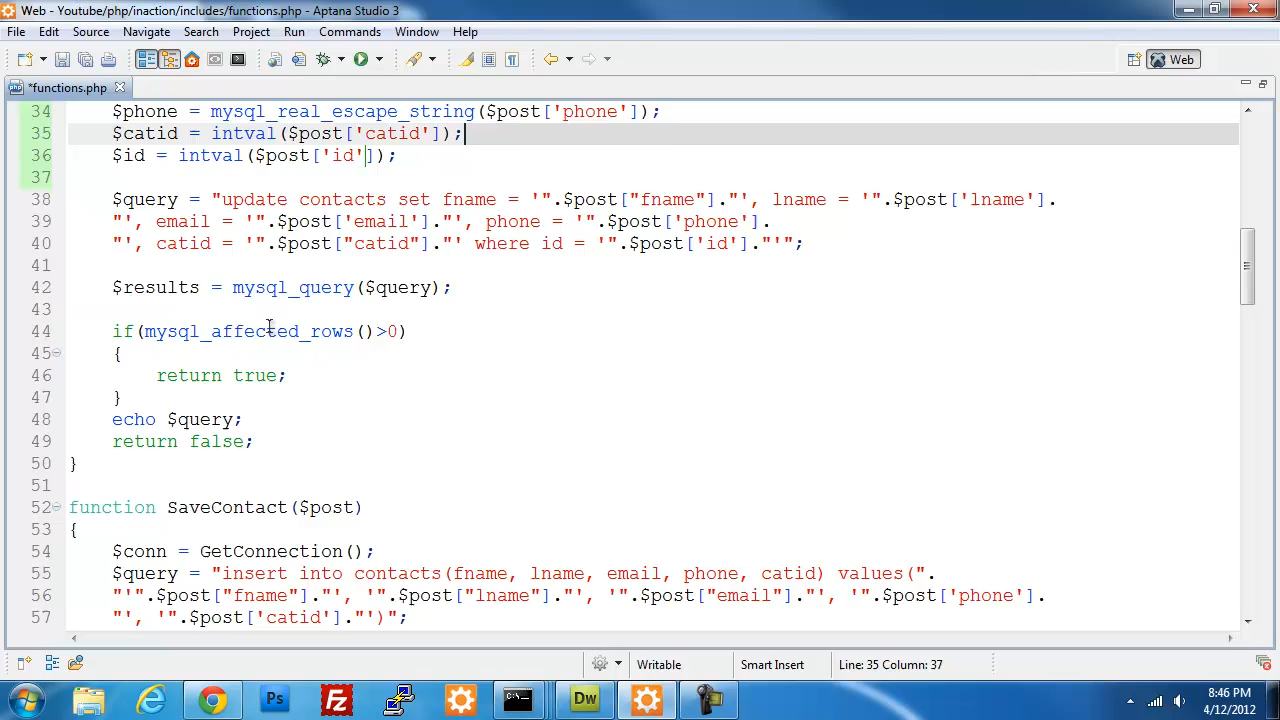 Web - Youtube/php/inaction/includes/functions.php - Aptana Studio 3
File Edit Source Navigate Search Project Run Commands Window Help
Web
*functions.php
34 $phone = mysql_real_escape_string($post['phone']);
35 $catid = intval($post['catid']);
36 $id = intval($post['id']);
37
38 $query = "update contacts set fname = '".$post["fname"]."', lname = '".$post['lname'].
39 "', email = '".$post['email']."', phone = '".$post['phone'].
40 "', catid = '".$post["catid"]."' where id = '".$post['id']."'";
41
42 $results = mysql_query($query);
43
44 if(mysql_affected_rows()>0)
45 {
46 return true;
47 }
48 echo $query;
49 return false;
50 }
51
52 function SaveContact($post)
53 {
54 $conn = GetConnection();
55 $query = "insert into contacts(fname, lname, email, phone, catid) values(".
56 "'".$post["fname"]."', '".$post["lname"]."', '".$post["email"]."', '".$post['phone'].
57 "', '".$post['catid']."')";
Writable Smart Insert Line: 35 Column: 37
Ps Fz Dw
8:46 PM
4/12/2012